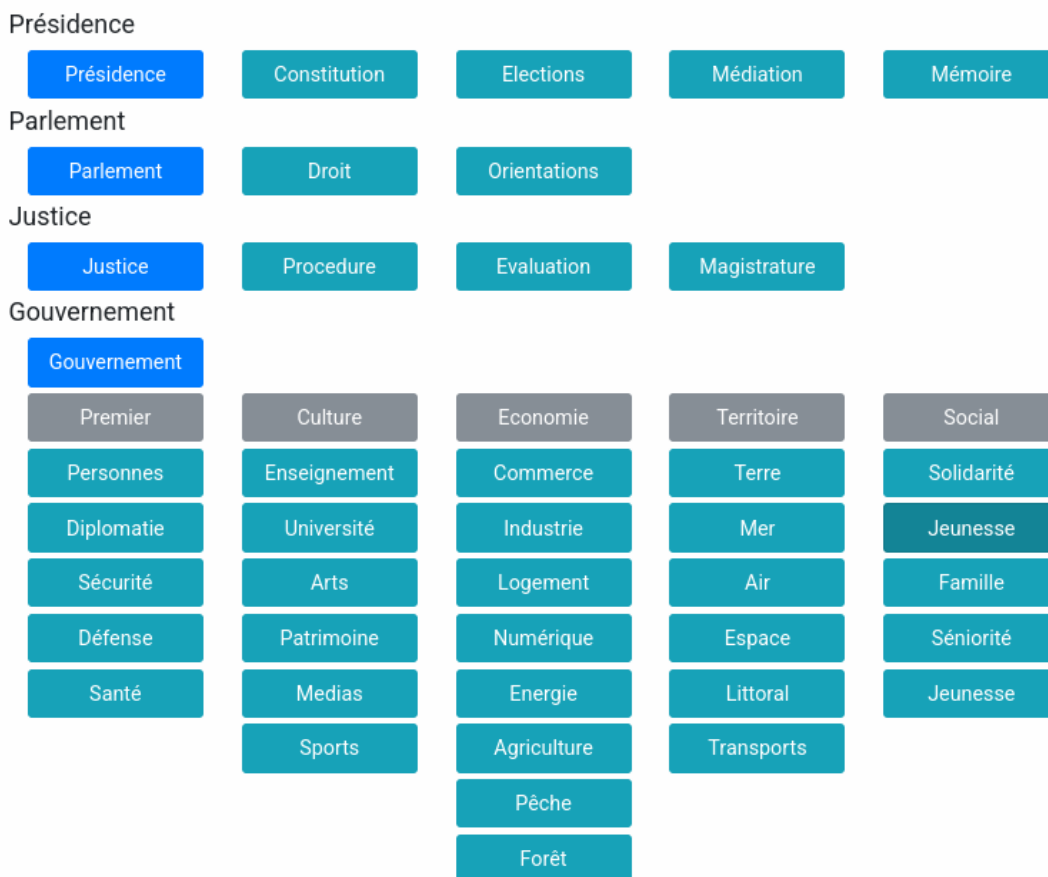 Présidence
Présidence Constitution Elections Médiation Mémoire
Parlement
Parlement Droit Orientations
Justice
Justice Procedure Evaluation Magistrature
Gouvernement
Gouvernement
Premier Culture Economie Territoire Social
Personnes Enseignement Commerce Terre Solidarité
Diplomatie Université Industrie Mer Jeunesse
Sécurité Arts Logement Air Famille
Défense Patrimoine Numérique Espace Séniorité
Santé Medias Energie Littoral Jeunesse
Sports Agriculture Transports
Pêche
Forêt